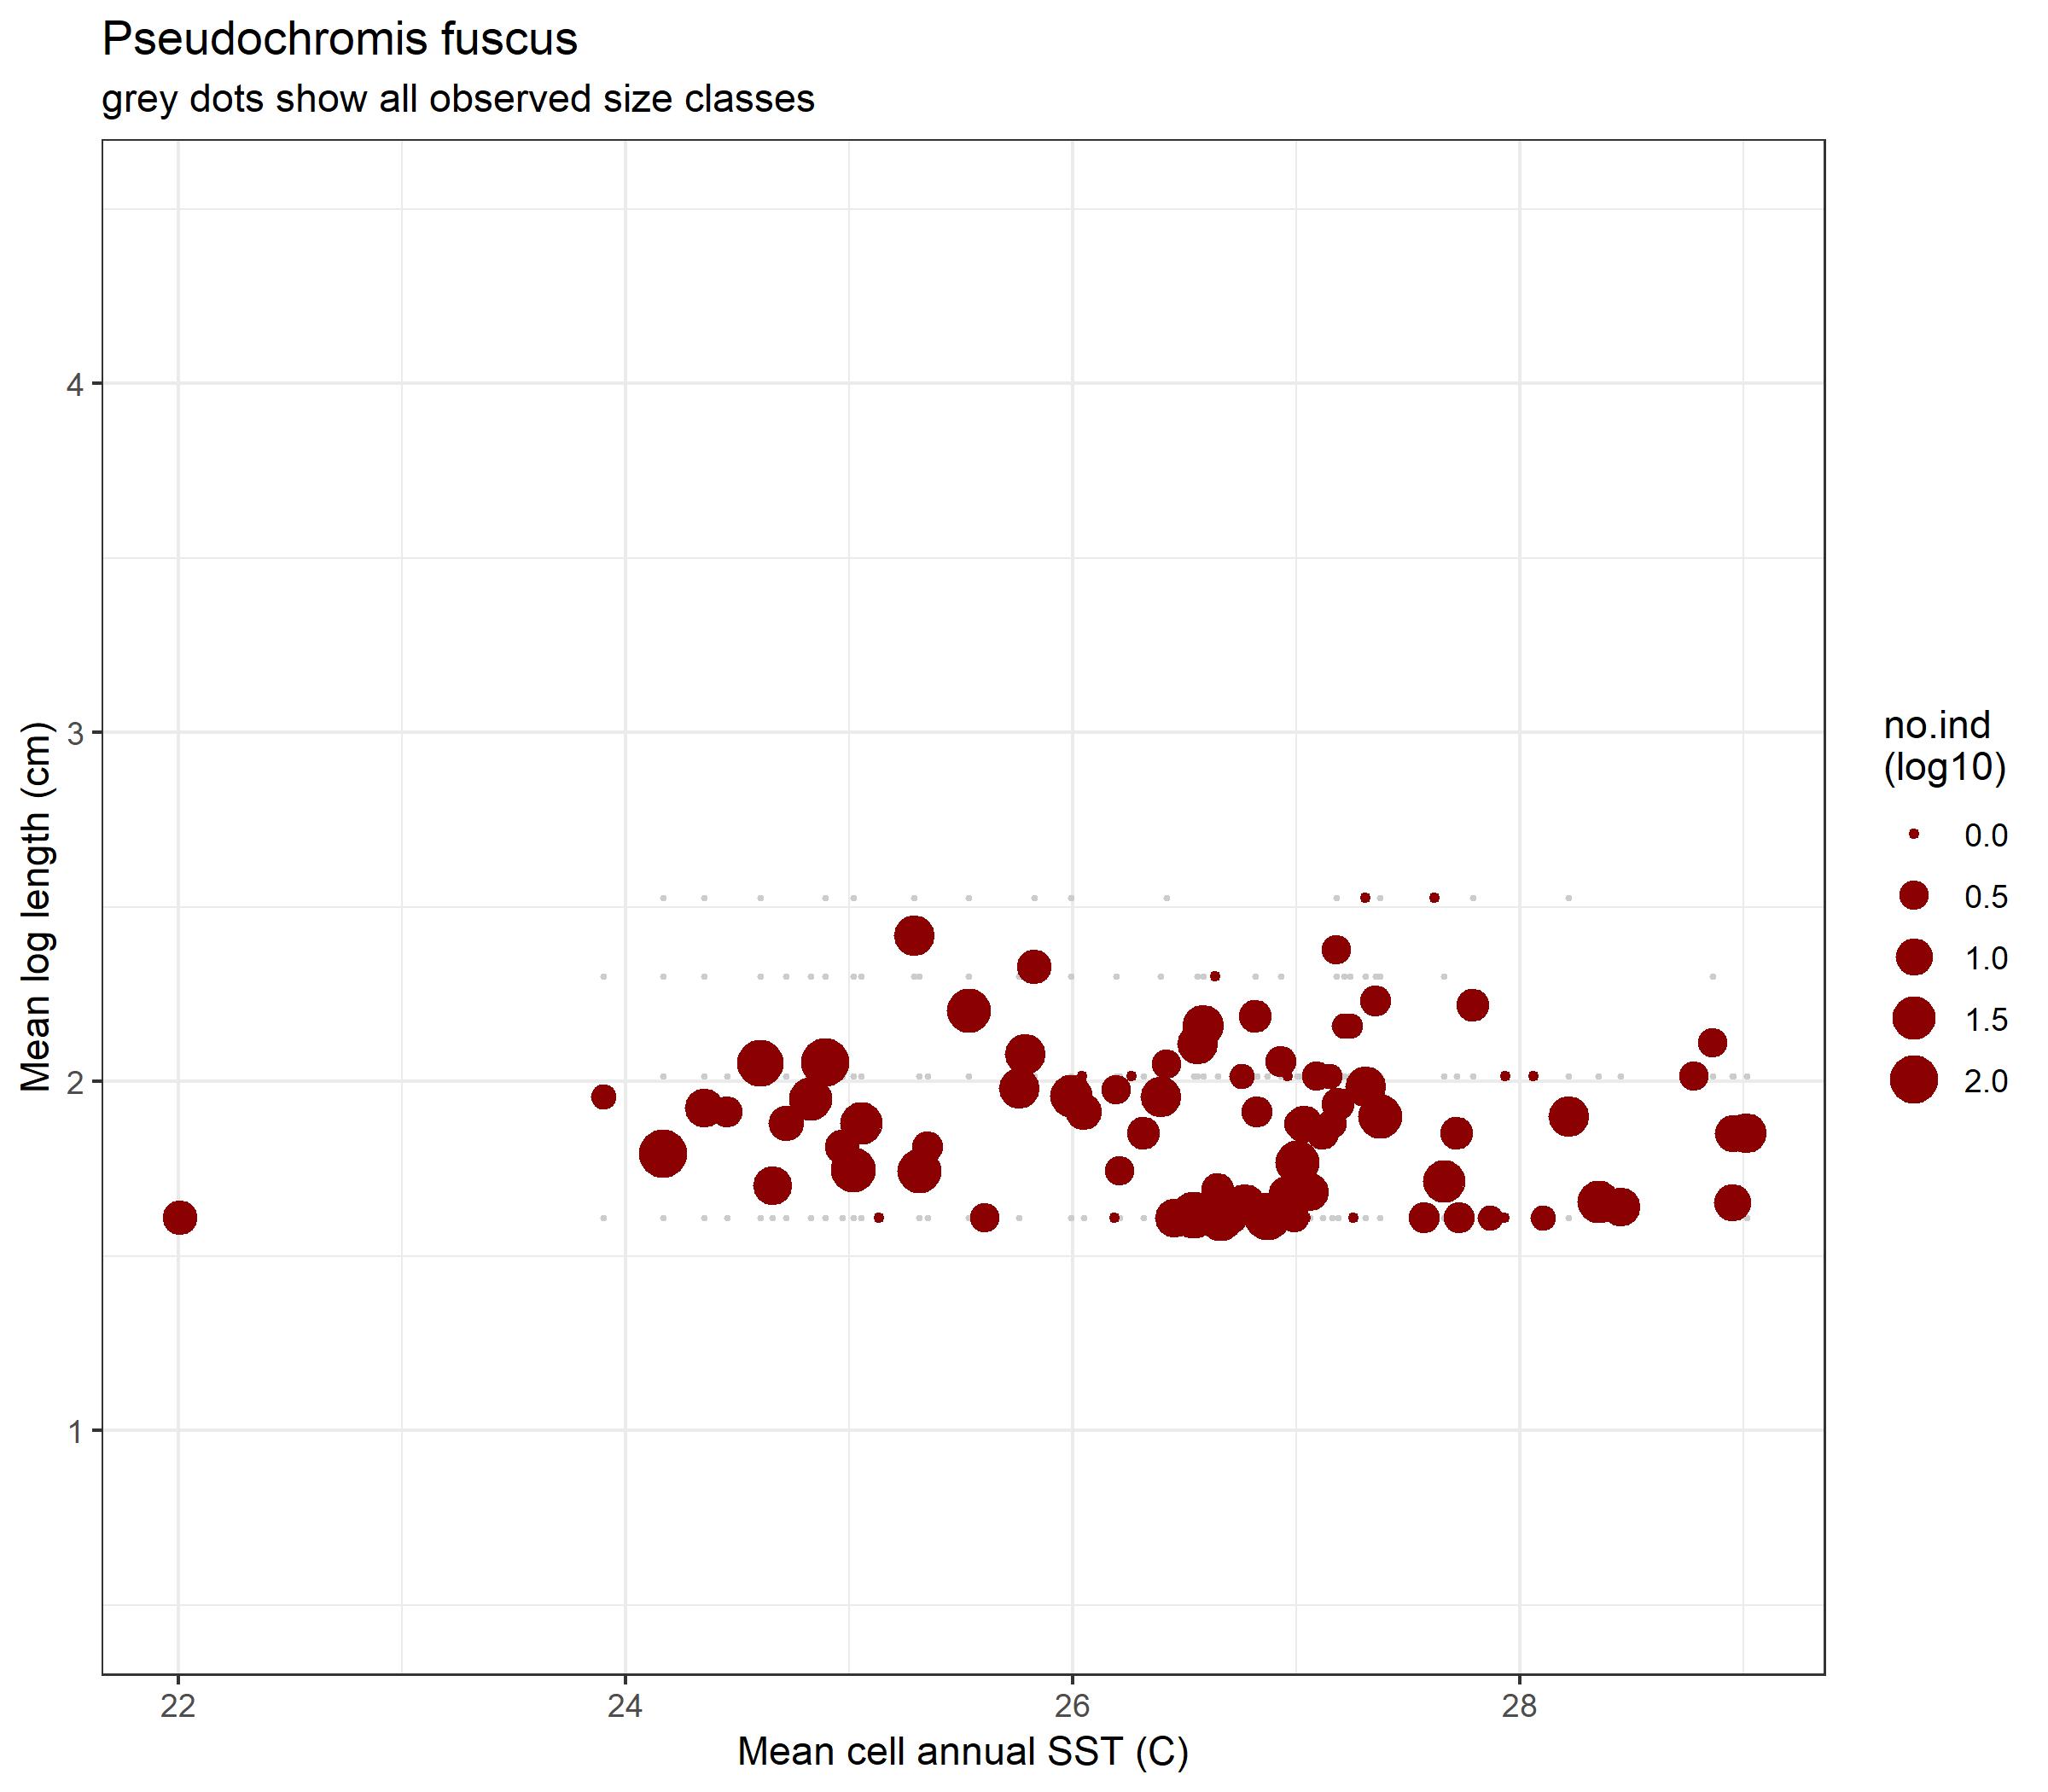 Pseudochromis fuscus
grey dots show all observed size classes
Mean log length (cm)
4
3
2
1
22
24
26
28
Mean cell annual SST (C)
no.ind
(log10)
0.0
0.5
1.0
1.5
2.0